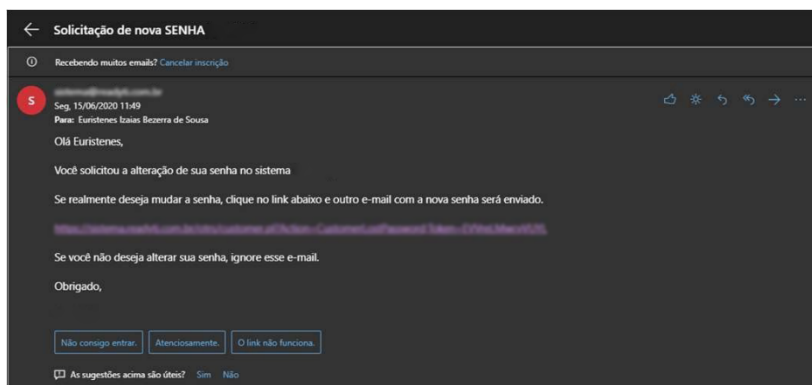 Solicitação de nova SENHA
Recebendo muitos emails? Cancelar inscrição
S
Seg, 15/06/2020 11:49
Para: Euristenes Izaias Bezerra de Sousa
Olá Euristenes,
Você solicitou a alteração de sua senha no sistema
Se realmente deseja mudar a senha, clique no link abaixo e outro e-mail com a nova senha será enviado.
Se você não deseja alterar sua senha, ignore esse e-mail.
Obrigado,
Não consigo entrar. Atenciosamente. O link não funciona.
As sugestões acima são úteis? Sim Não